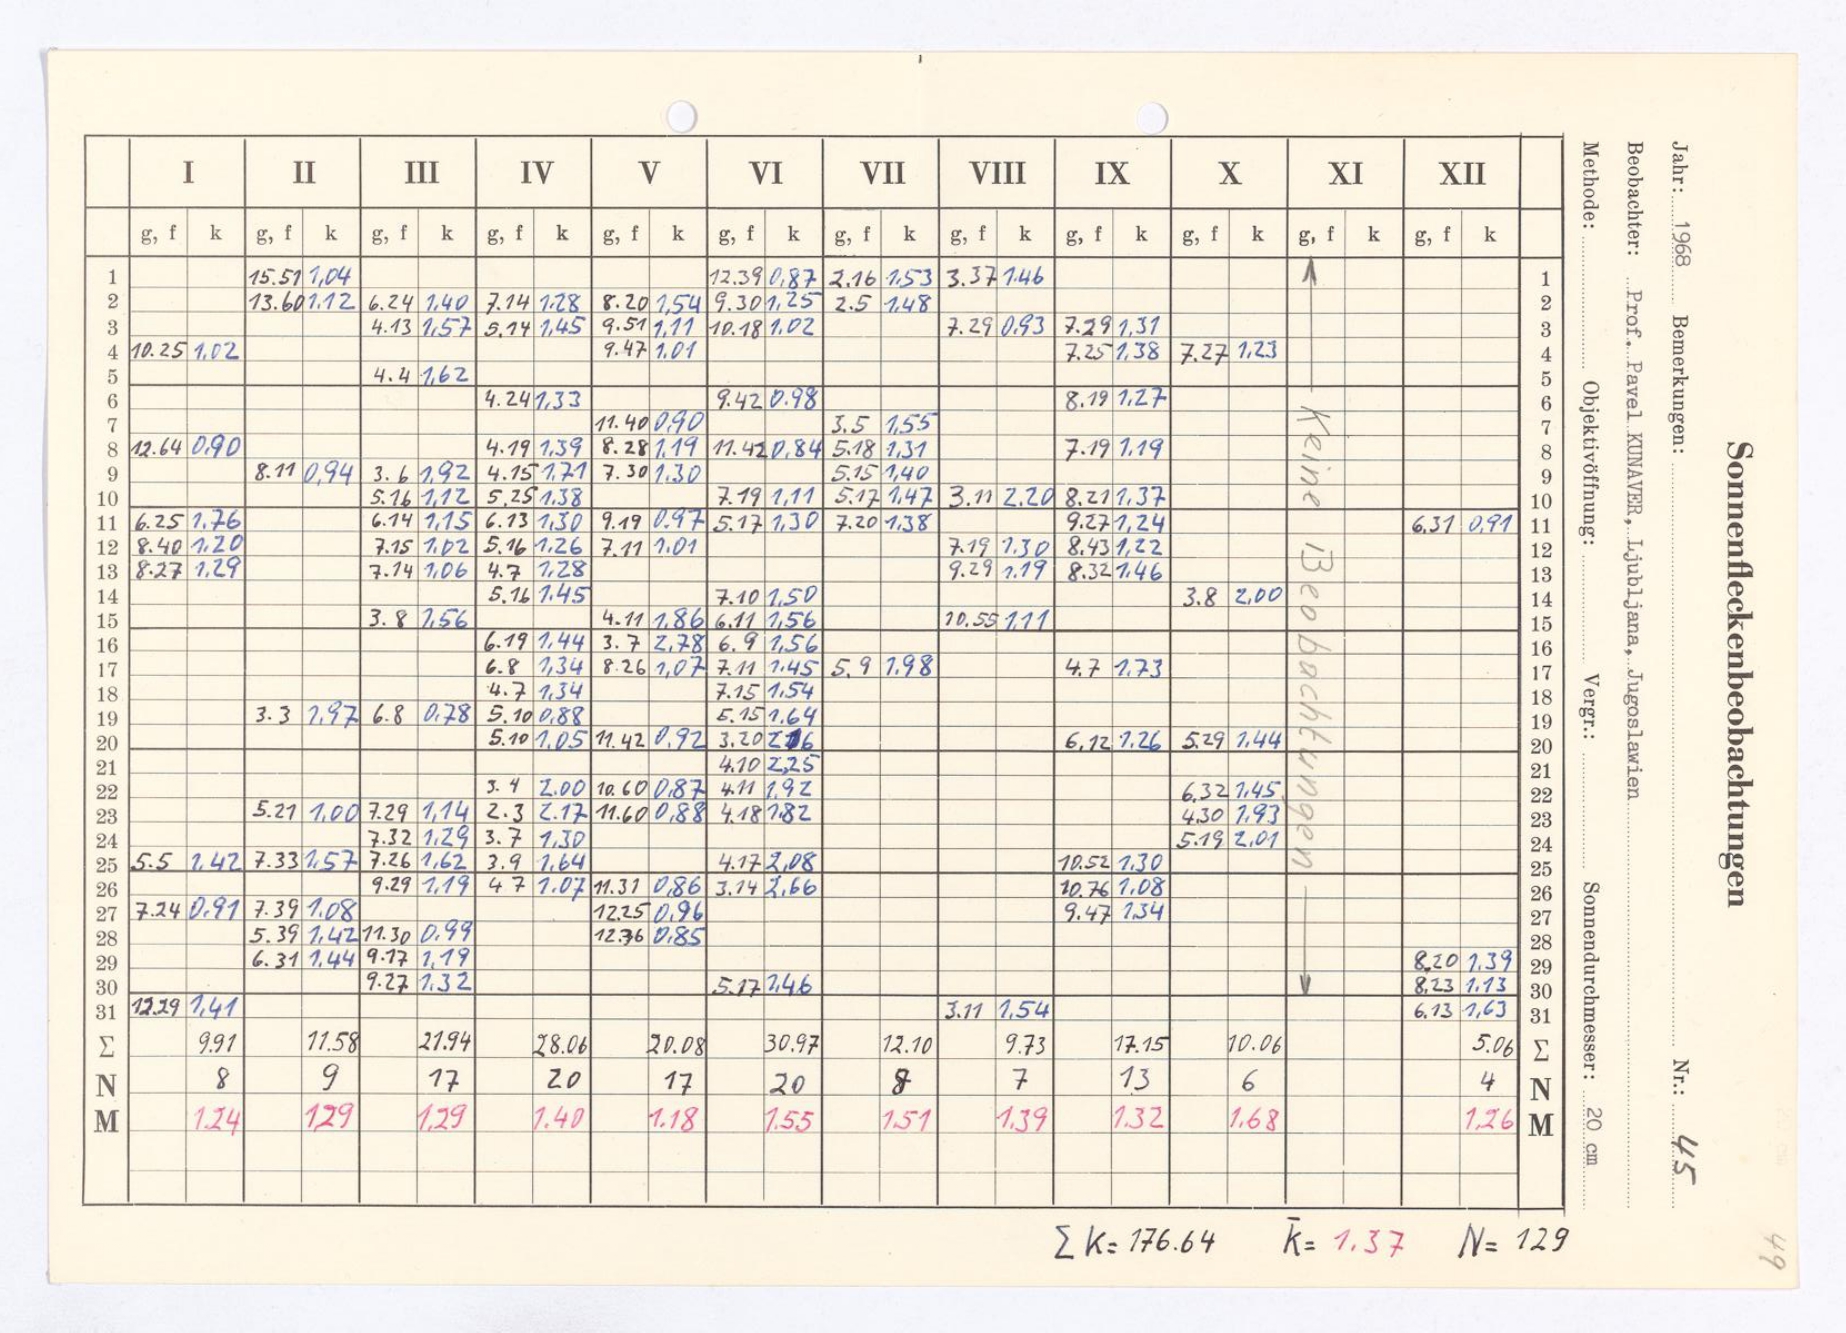 I II III IV V VI VII VIII IX X XI XII
g, f k g, f k g, f k g, f k g, f k g, f k g, f k g, f k g, f k g, f k g, f k g, f k
1 15.51 1,04 12.39 0,87 2.16 1,53 3.37 1.46 1
2 13.60 1.12 6.24 1,40 7.14 1.28 8.20 1,54 9.30 1,25 2.5 1,48 2
3 4.13 1,57 5.14 1,45 9.51 1,11 10.18 1.02 7.29 0.93 7.29 1,31 3
4 10.25 1,02 9.47 1.01 7.25 1,38 7.27 1,23 4
5 4.4 1,62 5
6 4.24 1,33 9.42 0.98 8.19 1,27 6
7 11.40 0,90 3.5 1,55 7
8 12.64 0,90 4.19 1,39 8.28 1,19 11.42 0,84 5.18 1,31 7.19 1,19 8
9 8.11 0,94 3.6 1,92 4.15 1,71 7.30 1,30 5.15 1,40 9
10 5.16 1,12 5,25 1.38 7.19 1,11 5.17 1,47 3.11 2.20 8.21 1,37 10
11 6.25 1,76 6.14 1,15 6.13 1,30 9.19 0.97 5.17 1,30 7.20 1,38 9.27 1,24 6.31 0,91 11
12 8.40 1.20 7.15 1.02 5.16 1.26 7.11 1.01 7.19 1.30 8.43 1,22 12
13 8.27 1,29 7.14 1,06 4.7 1,28 9.29 1.19 8.32 1.46 13
14 5.16 1.45 7.10 1,50 3.8 2,00 14
15 3.8 1,56 4.11 1,86 6.11 1,56 10.55 1,11 15
16 6.19 1,44 3.7 2,78 6.9 1,56 16
17 6.8 1,34 8.26 1,07 7.11 1.45 5.9 1.98 4.7 1,73 17
18 4.7 1,34 7.15 1,54 18
19 3.3 1,97 6.8 0,78 5.10 0,88 5.15 1.64 19
20 5.10 1,05 11.42 0,92 3.20 6,12 1.26 5.29 1,44 20
21 4.10 2,25 21
22 3.4 2.00 10.60 0,87 4.11 1,92 6,32 1,45 22
23 5.21 1,00 7.29 1,14 2.3 2.17 11.60 0,88 4.18 1.82 4.30 1,93 23
24 7.32 1,29 3.7 1,30 5.19 2,01 24
25 5.5 1,42 7.33 1,57 7.26 1,62 3.9 1,64 4.17 2,08 10.52 1.30 25
26 9.29 1,19 4 7 1.07 11.31 0,86 3.14 2,66 10.76 1.08 26
27 7.24 0,91 7.39 1.08 12.25 0,96 9.47 1.34 27
28 5.39 1,42 11.30 0,99 12.36 0,85 28
29 6.31 1.44 9.17 1,19 8.20 1,39 29
30 9.27 1.32 5.17 1,46 8,23 1.13 30
31 12.29 1,41 3.11 1,54 6.13 1,63 31
Σ 9.91 11.58 21.94 28.06 20.08 30.97 12.10 9.73 17.15 10.06 5.06 Σ
N 8 9 17 20 17 20 8 7 13 6 4 N
M 1.24 1.29 1,29 1.40 1.18 1.55 1.51 1.39 1.32 1.68 1,26 M
Keine Beobachtungen
Σ k = 176.64 k̄ = 1.37 N = 129
Sonnenfleckenbeobachtungen
Jahr: 1968 Bemerkungen: Nr.: 45
Beobachter: Prof. Pavel KUNAVER, Ljubljana, Jugoslawien
Methode: Objektivöffnung: Vergr.: Sonnendurchmesser: 20 cm
49